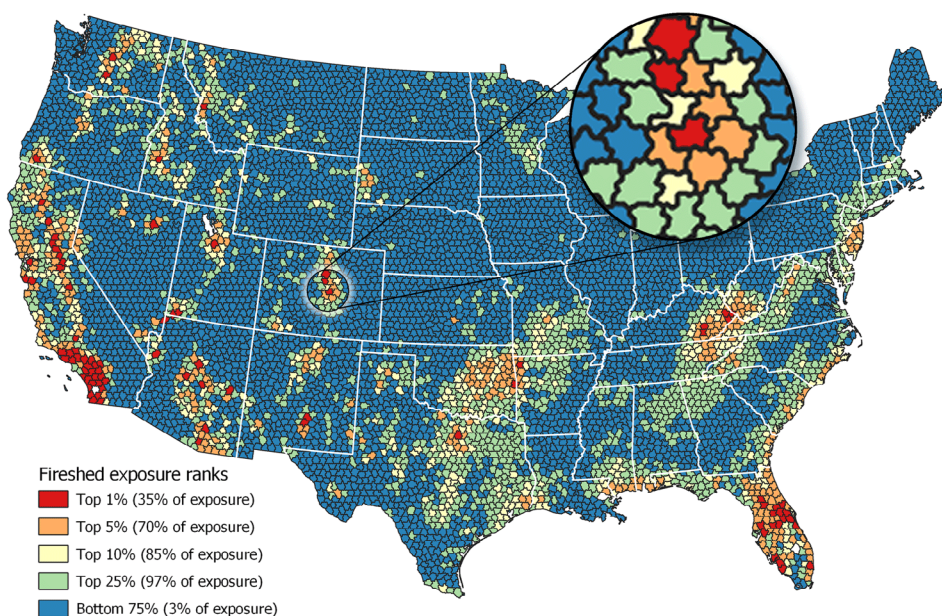 Fireshed exposure ranks
Top 1% (35% of exposure)
Top 5% (70% of exposure)
Top 10% (85% of exposure)
Top 25% (97% of exposure)
Bottom 75% (3% of exposure)